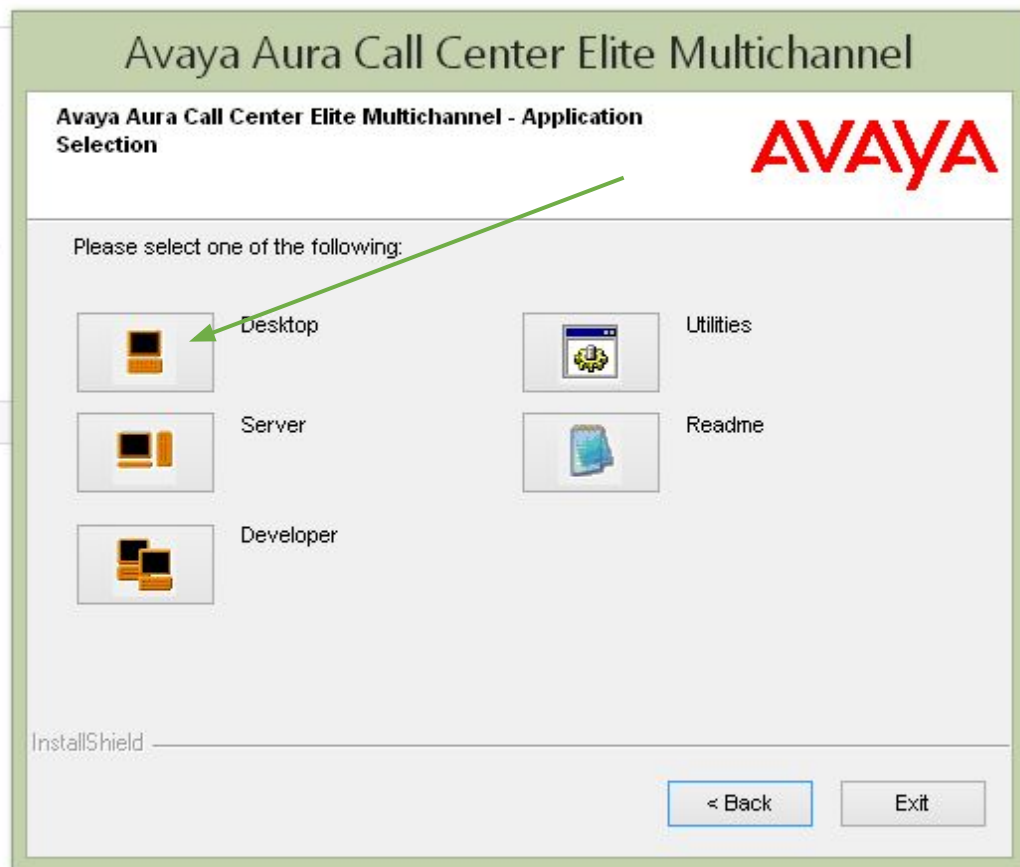 Avaya Aura Call Center Elite Multichannel
Avaya Aura Call Center Elite Multichannel - Application
Selection
AVAYA
Please select one of the following:
Desktop
Utilities
Server
Readme
Developer
InstallShield
< Back
Exit